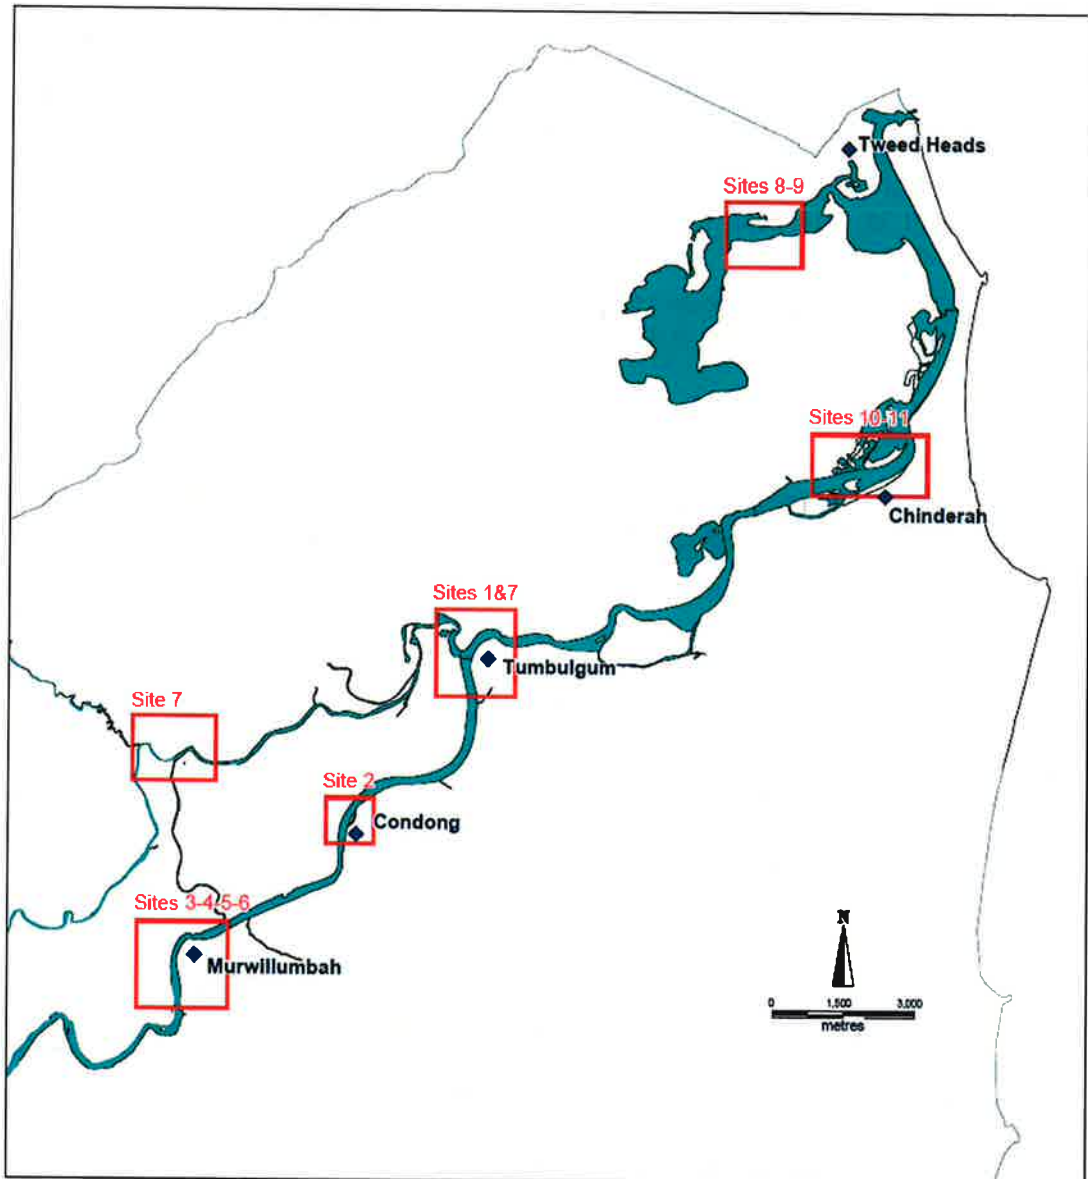 Tweed Heads
Sites 8-9
Sites 10-11
Chinderah
Sites 1&7
Tumbulgum
Site 7
Site 2
Condong
Sites 3-4-5-6
Murwillumbah
N
0 1,500 3,000
metres